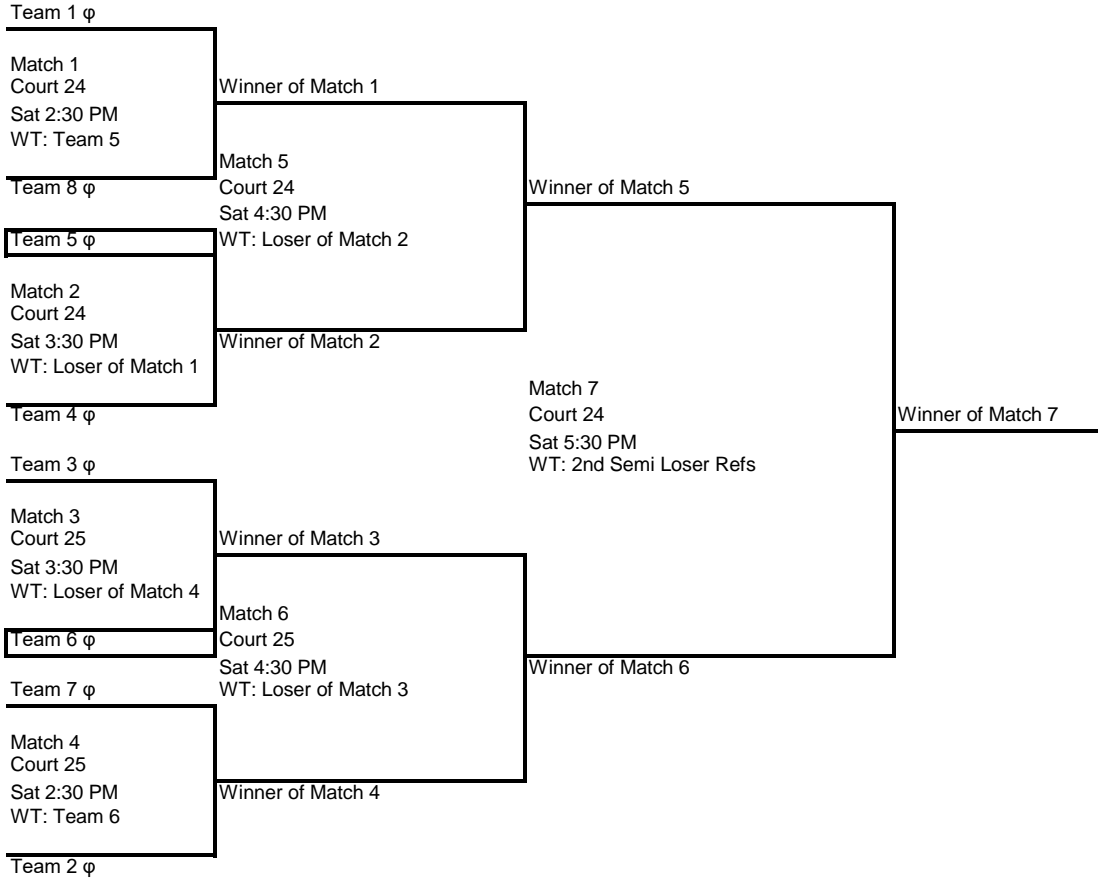 Team 1 φ
Match 1
Court 24
Sat 2:30 PM
WT: Team 5
Team 8 φ
Team 5 φ
Match 2
Court 24
Sat 3:30 PM
WT: Loser of Match 1
Team 4 φ
Team 3 φ
Match 3
Court 25
Sat 3:30 PM
WT: Loser of Match 4
Team 6 φ
Team 7 φ
Match 4
Court 25
Sat 2:30 PM
WT: Team 6
Team 2 φ
Winner of Match 1
Match 5
Court 24
Sat 4:30 PM
WT: Loser of Match 2
Winner of Match 2
Winner of Match 3
Match 6
Court 25
Sat 4:30 PM
WT: Loser of Match 3
Winner of Match 4
Winner of Match 5
Match 7
Court 24
Sat 5:30 PM
WT: 2nd Semi Loser Refs
Winner of Match 6
Winner of Match 7